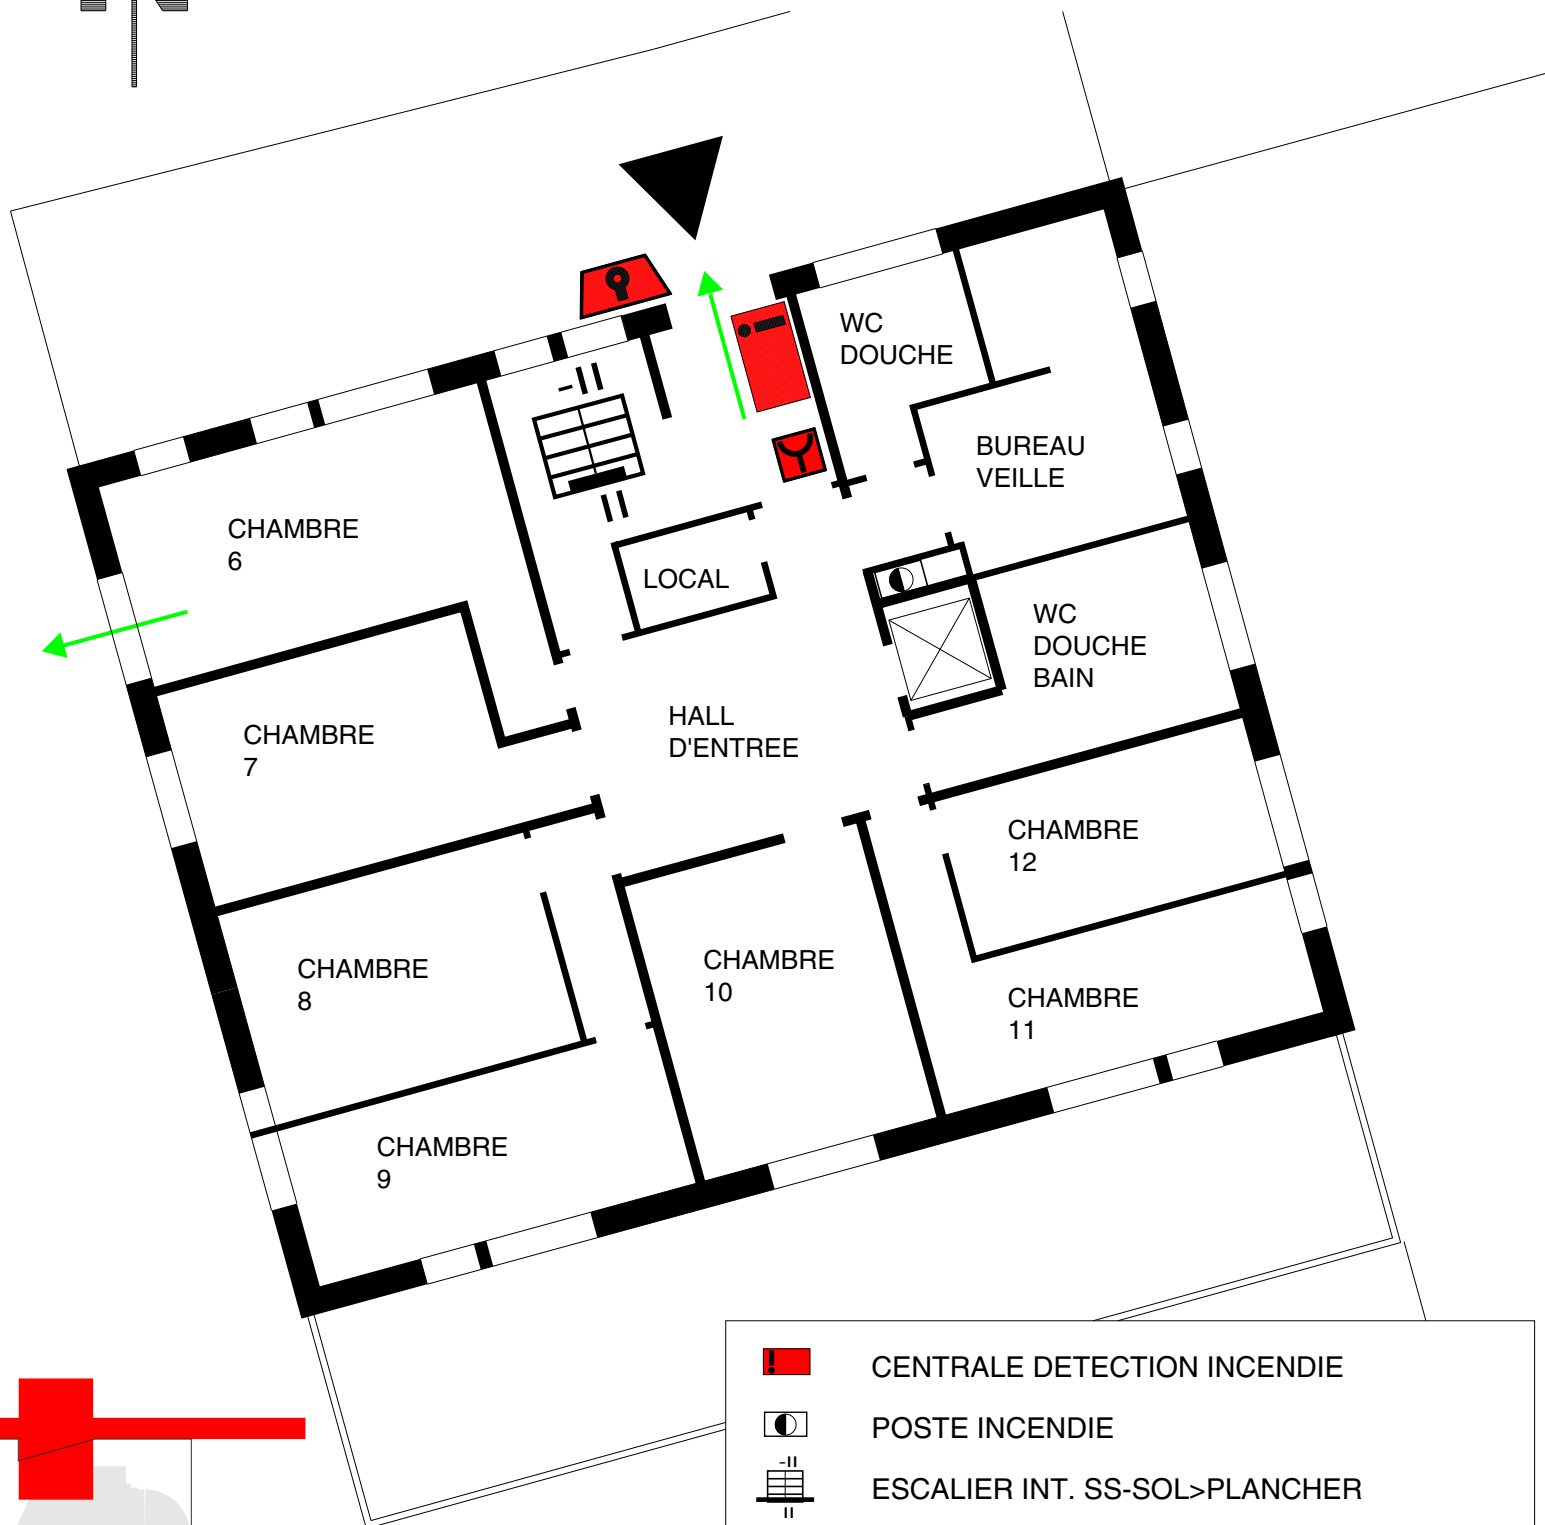 WC
DOUCHE
BUREAU
VEILLE
CHAMBRE
6
LOCAL
WC
DOUCHE
BAIN
HALL
D'ENTREE
CHAMBRE
7
CHAMBRE
12
CHAMBRE
8
CHAMBRE
10
CHAMBRE
11
CHAMBRE
9
CENTRALE DETECTION INCENDIE
POSTE INCENDIE
ESCALIER INT. SS-SOL>PLANCHER